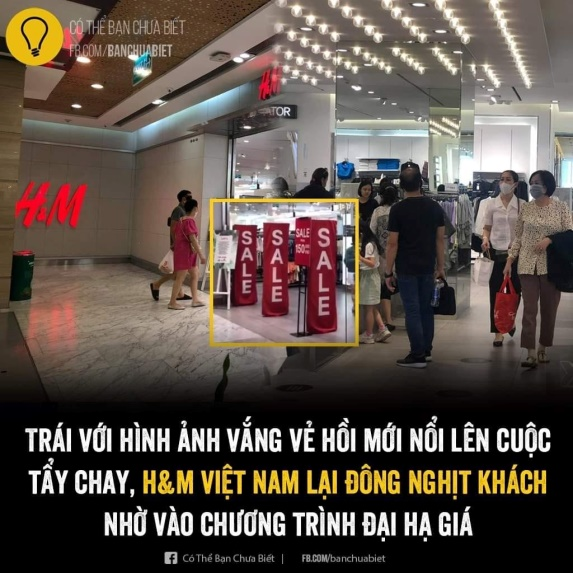 CÓ THỂ BẠN CHƯA BIẾT
FB.COM/BANCHUABIET
H&M
H&M
SALE
SALE
SALE
150
SALE
TRÁI VỚI HÌNH ẢNH VẮNG VẺ HỒI MỚI NỔI LÊN CUỘC
TẨY CHAY, H&M VIỆT NAM LẠI ĐÔNG NGHỊT KHÁCH
NHỜ VÀO CHƯƠNG TRÌNH ĐẠI HẠ GIÁ
Có Thể Bạn Chưa Biết | FB.COM/banchuabiet